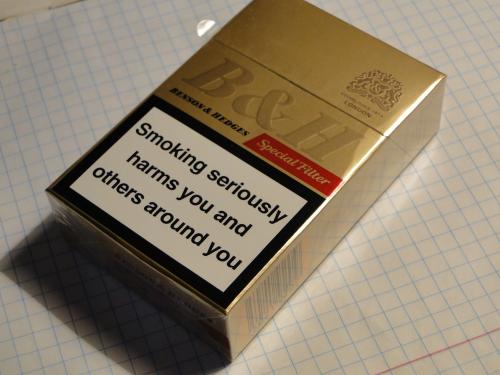 B&H
BENSON & HEDGES
Special Filter
LONDON
Smoking seriously
harms you and
others around you